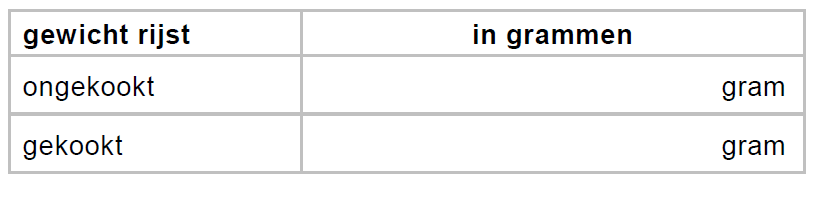 gewicht rijst in grammen
ongekookt gram
gekookt gram